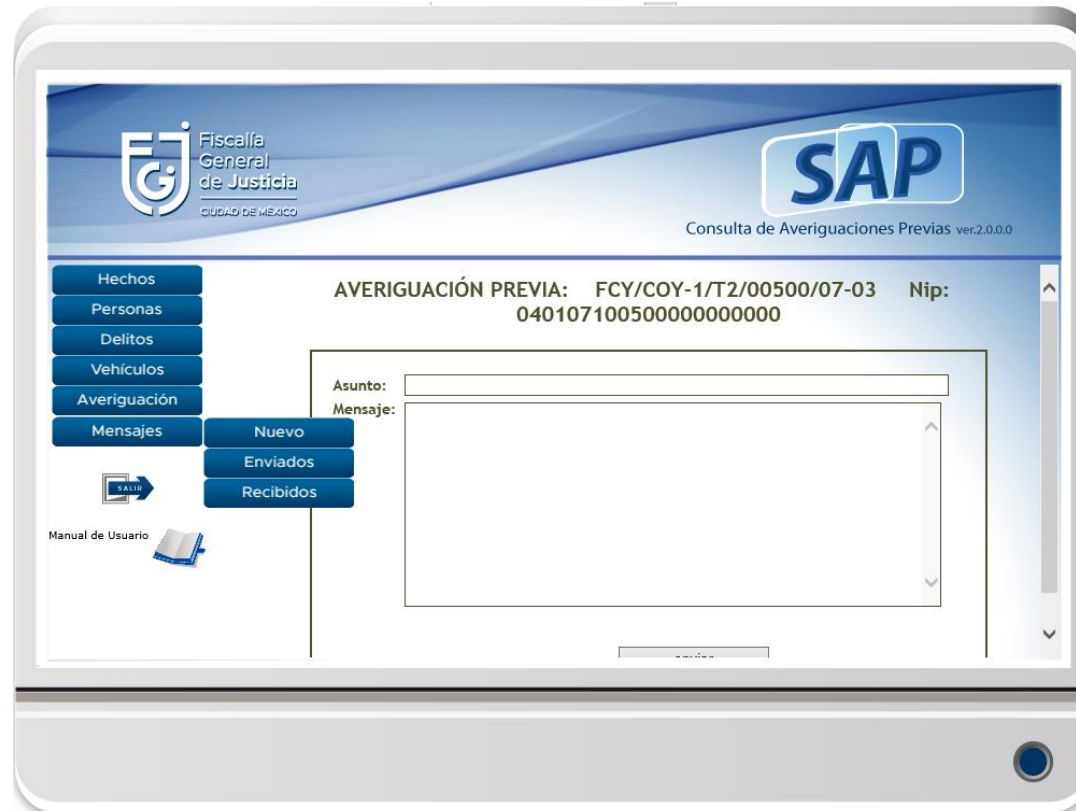 Fiscalía
General
de Justicia
CIUDAD DE MÉXICO
SAP
Consulta de Averiguaciones Previas ver.2.0.0.0
Hechos
Personas
Delitos
Vehículos
Averiguación
Mensajes
Nuevo
Enviados
Recibidos
SALIR
Manual de Usuario
AVERIGUACIÓN PREVIA: FCY/COY-1/T2/00500/07-03 Nip:
040107100500000000000
Asunto:
Mensaje: